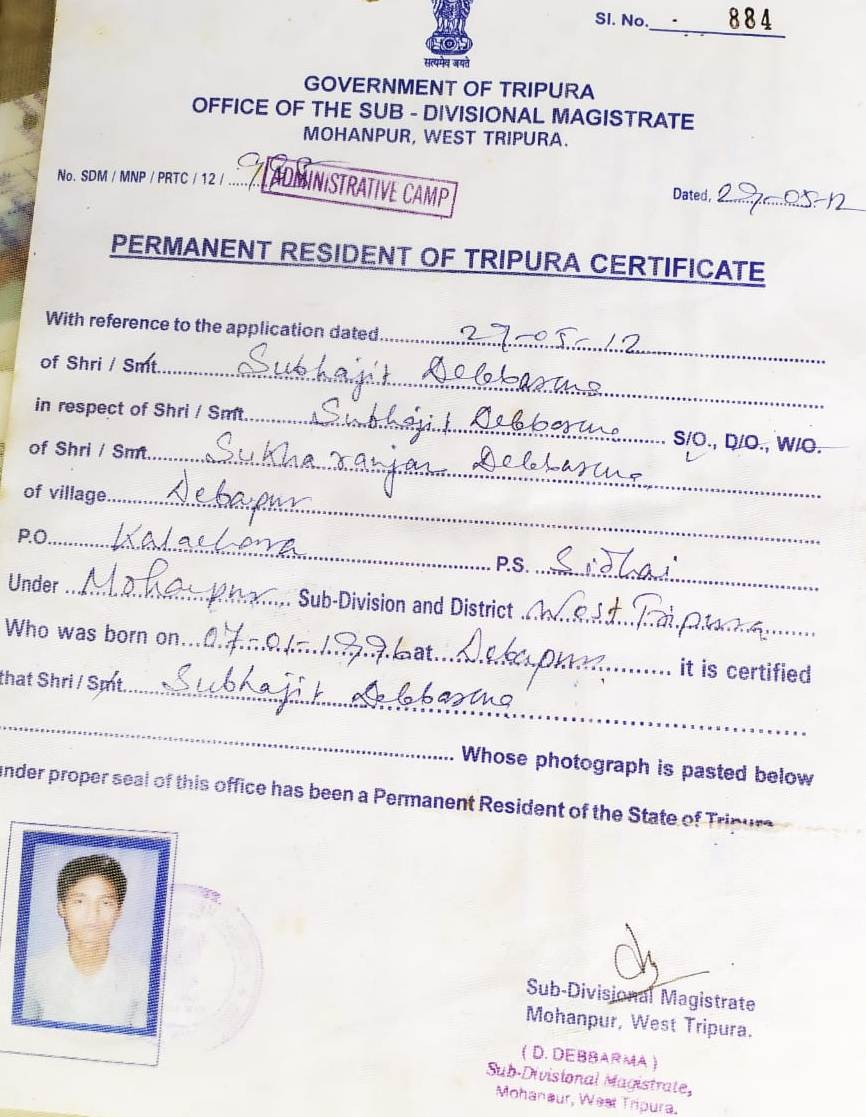 Sl. No. - 884
सत्यमेव जयते
GOVERNMENT OF TRIPURA
OFFICE OF THE SUB - DIVISIONAL MAGISTRATE
MOHANPUR, WEST TRIPURA.
No. SDM / MNP / PRTC / 12 / ......
ADMINISTRATIVE CAMP
Dated, 27-05-12
PERMANENT RESIDENT OF TRIPURA CERTIFICATE
With reference to the application dated 27-05-12
of Shri / Smt. Subhajit Debbarma
in respect of Shri / Smt. Subhajit Debbarma S/O., D/O., W/O.
of Shri / Smt. Sukha ranjan Debbarma
of village Debapur
P.O. Kalachora P.S. Sidhai
Under Mohanpur Sub-Division and District West Tripura
Who was born on 07-01-1996 at Debapur it is certified
that Shri / Smt. Subhajit Debbarma
Whose photograph is pasted below
under proper seal of this office has been a Permanent Resident of the State of Tripura
Sub-Divisional Magistrate
Mohanpur, West Tripura.
( D. DEBBARMA )
Sub-Divisional Magistrate,
Mohanpur, West Tripura.